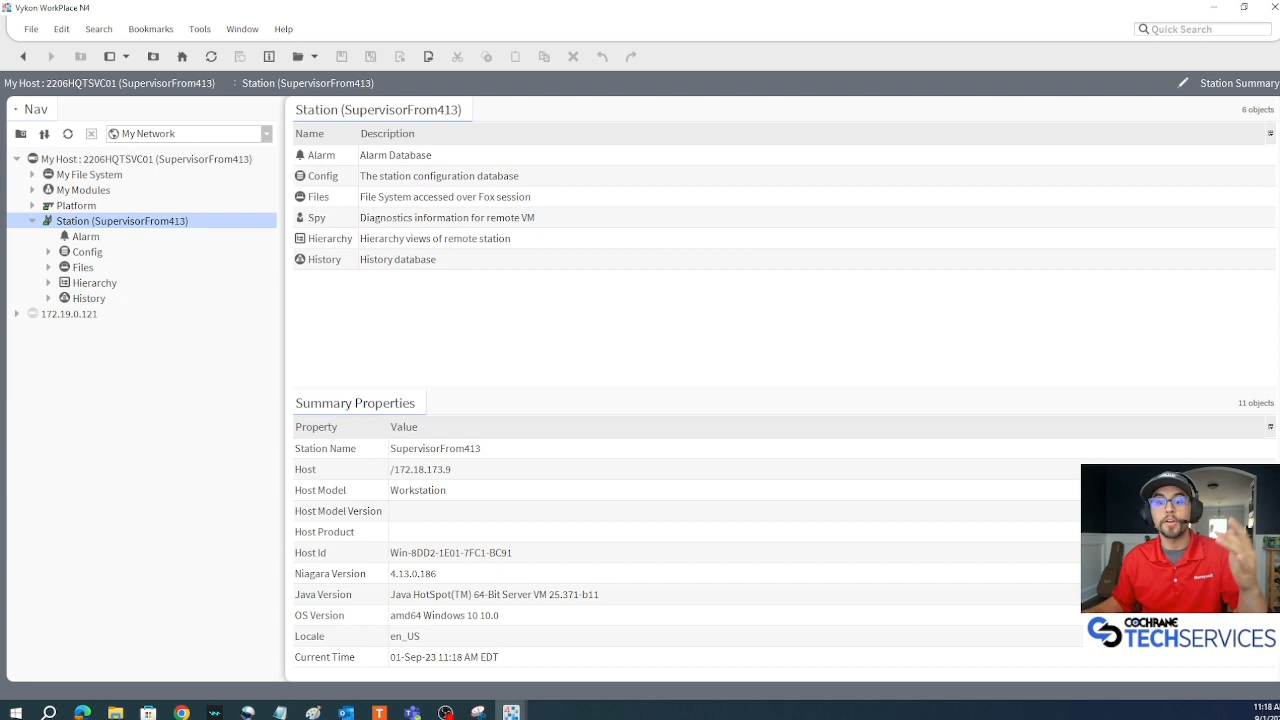 Vykon WorkPlace N4
File Edit Search Bookmarks Tools Window Help
Quick Search
My Host : 2206HQTSVC01 (SupervisorFrom413) : Station (SupervisorFrom413)
Station Summary
Nav
My Network
My Host : 2206HQTSVC01 (SupervisorFrom413)
My File System
My Modules
Platform
Station (SupervisorFrom413)
Alarm
Config
Files
Hierarchy
History
172.19.0.121
Station (SupervisorFrom413)
6 objects
Name Description
Alarm Alarm Database
Config The station configuration database
Files File System accessed over Fox session
Spy Diagnostics information for remote VM
Hierarchy Hierarchy views of remote station
History History database
Summary Properties
11 objects
Property Value
Station Name SupervisorFrom413
Host /172.18.173.9
Host Model Workstation
Host Model Version
Host Product
Host Id Win-8DD2-1E01-7FC1-BC91
Niagara Version 4.13.0.186
Java Version Java HotSpot(TM) 64-Bit Server VM 25.371-b11
OS Version amd64 Windows 10 10.0
Locale en_US
Current Time 01-Sep-23 11:18 AM EDT
Honeywell
COCHRANE
TECHSERVICES
11:18 A